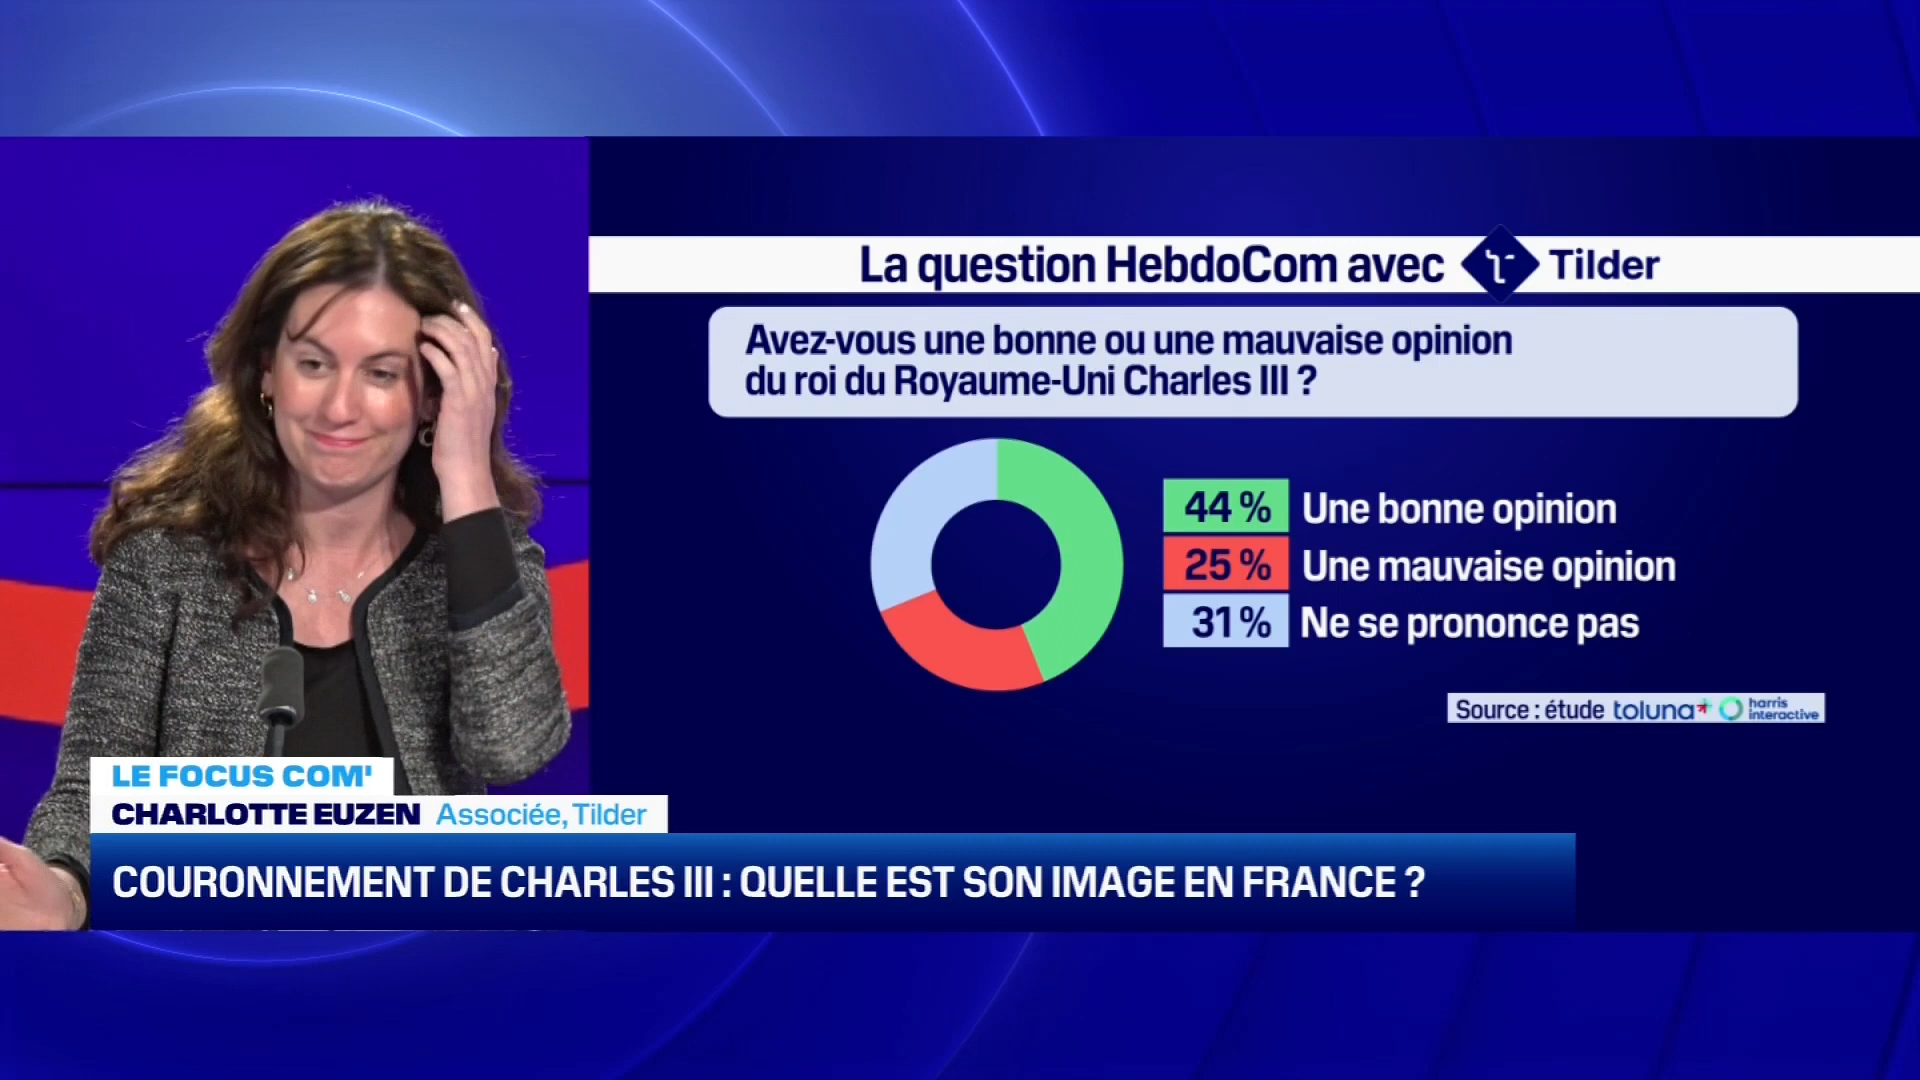 La question HebdoCom avec Tilder
Avez-vous une bonne ou une mauvaise opinion
du roi du Royaume-Uni Charles III ?
44 % Une bonne opinion
25 % Une mauvaise opinion
31 % Ne se prononce pas
Source : étude toluna harris interactive
LE FOCUS COM'
CHARLOTTE EUZEN Associée, Tilder
COURONNEMENT DE CHARLES III : QUELLE EST SON IMAGE EN FRANCE ?